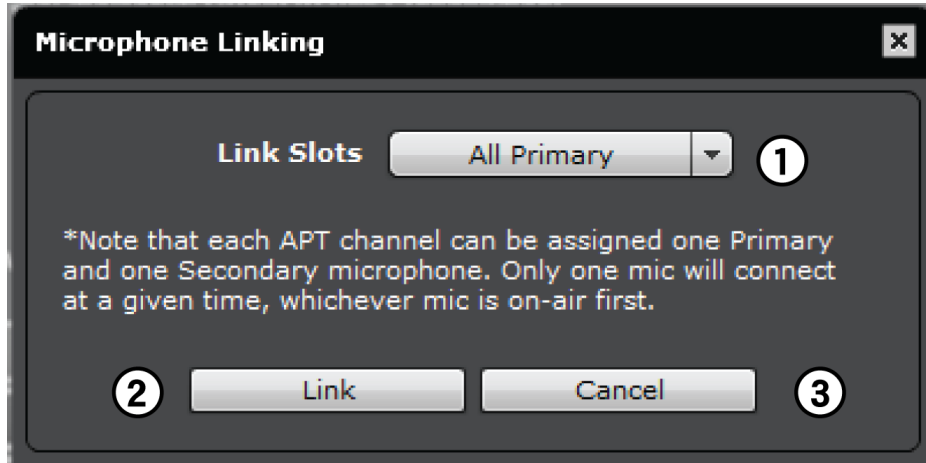 Microphone Linking
Link Slots All Primary 1
*Note that each APT channel can be assigned one Primary
and one Secondary microphone. Only one mic will connect
at a given time, whichever mic is on-air first.
2 Link Cancel 3